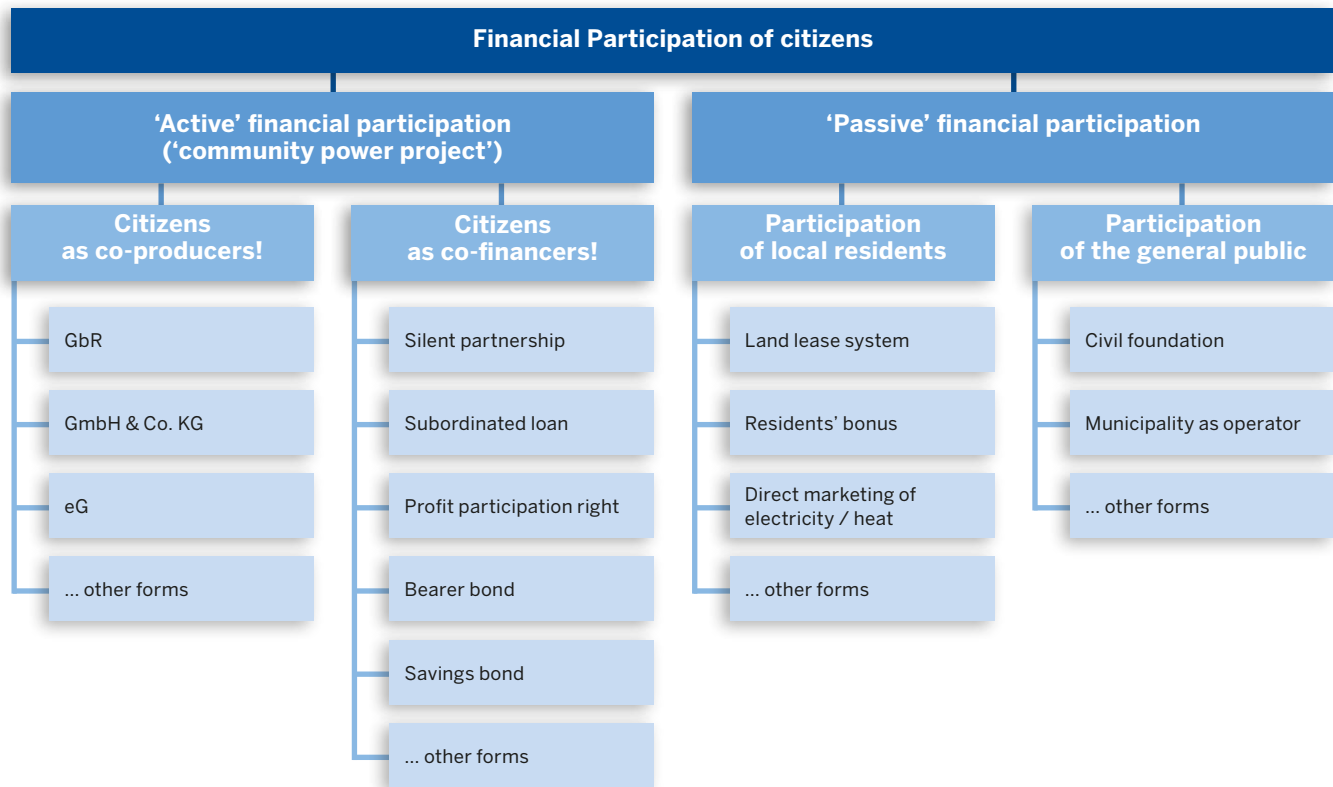 Financial Participation of citizens
‘Active’ financial participation
(‘community power project’)
‘Passive’ financial participation
Citizens
as co-producers!
GbR
GmbH & Co. KG
eG
... other forms
Citizens
as co-financers!
Silent partnership
Subordinated loan
Profit participation right
Bearer bond
Savings bond
... other forms
Participation
of local residents
Land lease system
Residents’ bonus
Direct marketing of
electricity / heat
... other forms
Participation
of the general public
Civil foundation
Municipality as operator
... other forms